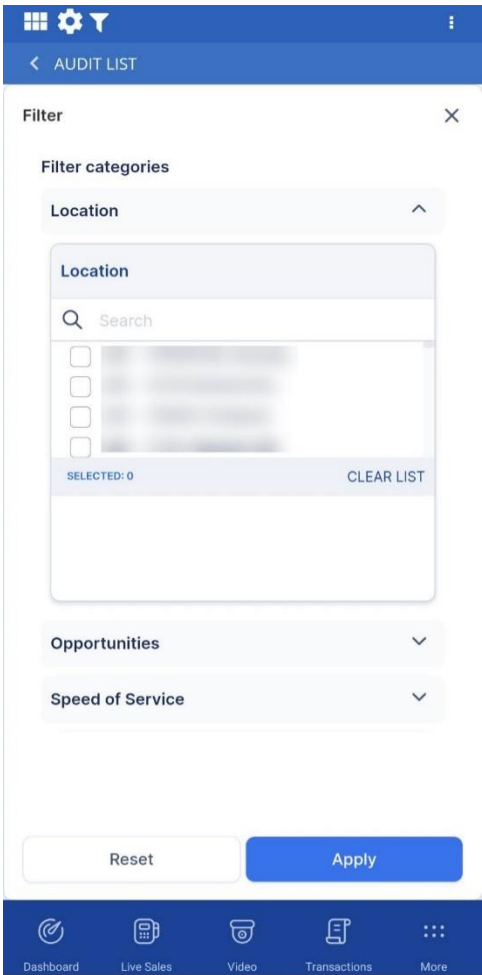 AUDIT LIST
Filter
Filter categories
Location
Location
Search
SELECTED: 0 CLEAR LIST
Opportunities
Speed of Service
Reset Apply
Dashboard Live Sales Video Transactions More